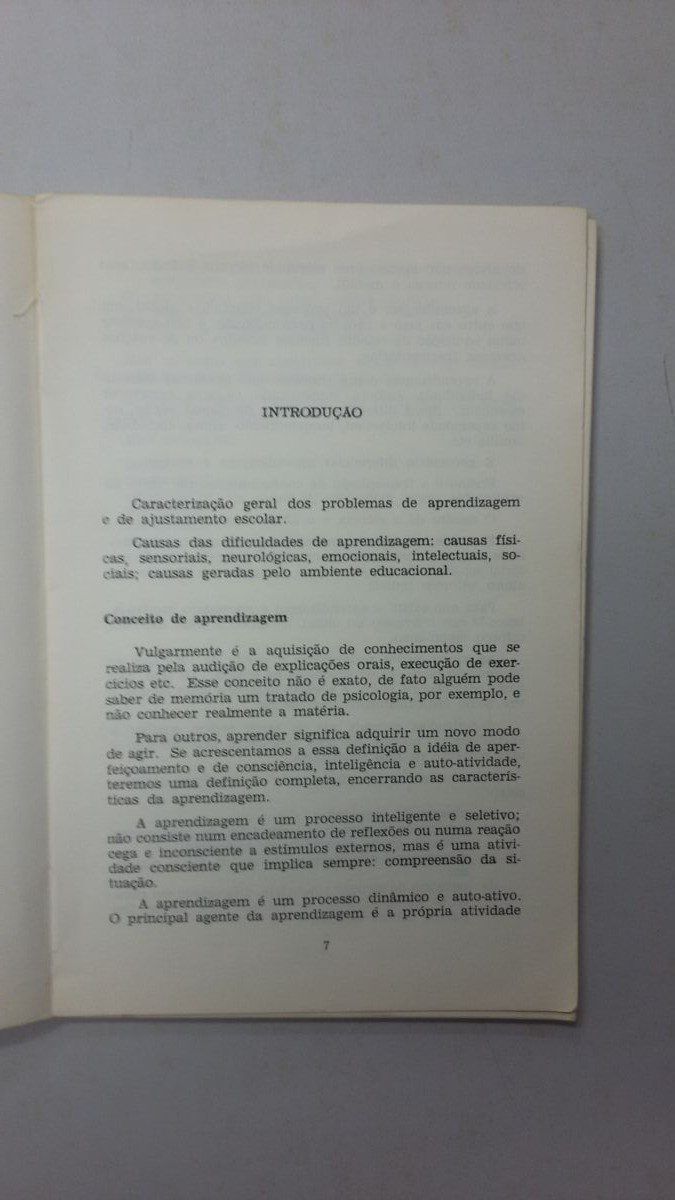 INTRODUÇÃO
Caracterização geral dos problemas de aprendizagem
e de ajustamento escolar.
Causas das dificuldades de aprendizagem: causas físi-
cas, sensoriais, neurológicas, emocionais, intelectuais, so-
ciais; causas geradas pelo ambiente educacional.
Conceito de aprendizagem
Vulgarmente é a aquisição de conhecimentos que se
realiza pela audição de explicações orais, execução de exer-
cícios etc. Esse conceito não é exato, de fato alguém pode
saber de memória um tratado de psicologia, por exemplo, e
não conhecer realmente a matéria.
Para outros, aprender significa adquirir um novo modo
de agir. Se acrescentamos a essa definição a idéia de aper-
feiçoamento e de consciência, inteligência e auto-atividade,
teremos uma definição completa, encerrando as caracterís-
ticas da aprendizagem.
A aprendizagem é um processo inteligente e seletivo;
não consiste num encadeamento de reflexões ou numa reação
cega e inconsciente a estímulos externos, mas é uma ativi-
dade consciente que implica sempre: compreensão da si-
tuação.
A aprendizagem é um processo dinâmico e auto-ativo.
O principal agente da aprendizagem é a própria atividade
7